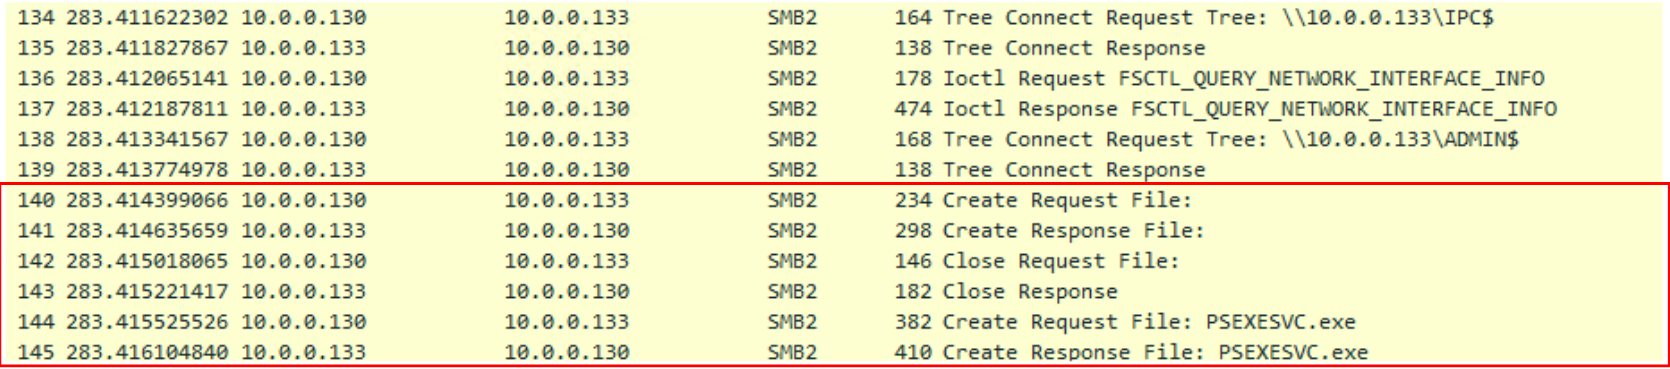 134 283.411622302 10.0.0.130 10.0.0.133 SMB2 164 Tree Connect Request Tree: \\10.0.0.133\IPC$
135 283.411827867 10.0.0.133 10.0.0.130 SMB2 138 Tree Connect Response
136 283.412065141 10.0.0.130 10.0.0.133 SMB2 178 Ioctl Request FSCTL_QUERY_NETWORK_INTERFACE_INFO
137 283.412187811 10.0.0.133 10.0.0.130 SMB2 474 Ioctl Response FSCTL_QUERY_NETWORK_INTERFACE_INFO
138 283.413341567 10.0.0.130 10.0.0.133 SMB2 168 Tree Connect Request Tree: \\10.0.0.133\ADMIN$
139 283.413774978 10.0.0.133 10.0.0.130 SMB2 138 Tree Connect Response
140 283.414399066 10.0.0.130 10.0.0.133 SMB2 234 Create Request File:
141 283.414635659 10.0.0.133 10.0.0.130 SMB2 298 Create Response File:
142 283.415018065 10.0.0.130 10.0.0.133 SMB2 146 Close Request File:
143 283.415221417 10.0.0.133 10.0.0.130 SMB2 182 Close Response
144 283.415525526 10.0.0.130 10.0.0.133 SMB2 382 Create Request File: PSEXESVC.exe
145 283.416104840 10.0.0.133 10.0.0.130 SMB2 410 Create Response File: PSEXESVC.exe